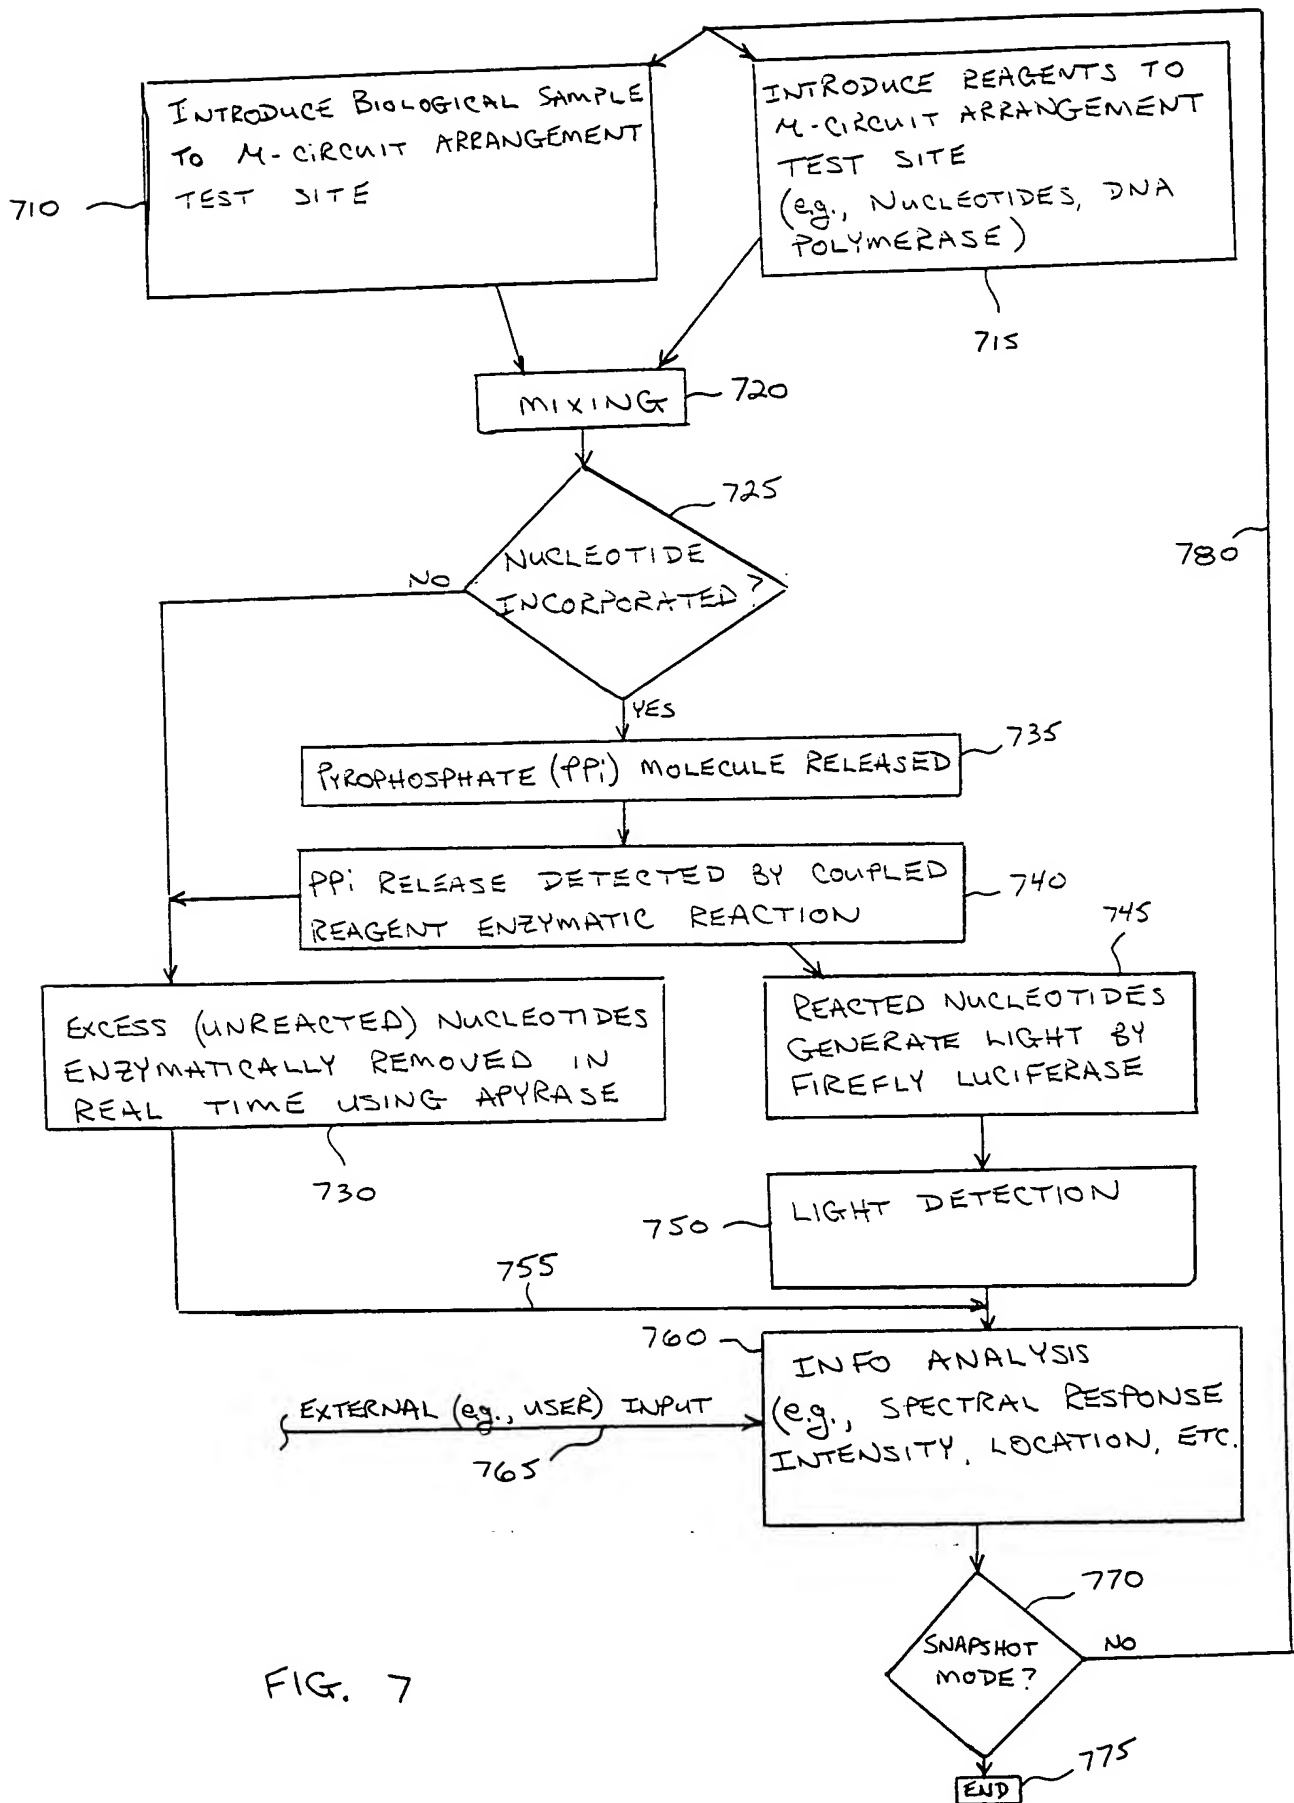 INTRODUCE BIOLOGICAL SAMPLE
TO M-CIRCUIT ARRANGEMENT
TEST SITE
710
INTRODUCE REAGENTS TO
M-CIRCUIT ARRANGEMENT
TEST SITE
(e.g., NUCLEOTIDES, DNA
POLYMERASE)
715
MIXING
720
725
NUCLEOTIDE
INCORPORATED?
NO
780
YES
PYROPHOSPHATE (PPi) MOLECULE RELEASED
735
PPi RELEASE DETECTED BY COUPLED
REAGENT ENZYMATIC REACTION
740
745
EXCESS (UNREACTED) NUCLEOTIDES
ENZYMATICALLY REMOVED IN
REAL TIME USING APYRASE
730
REACTED NUCLEOTIDES
GENERATE LIGHT BY
FIREFLY LUCIFERASE
LIGHT DETECTION
750
755
760
INFO ANALYSIS
(e.g., SPECTRAL RESPONSE
INTENSITY, LOCATION, ETC.
EXTERNAL (e.g., USER) INPUT
765
770
SNAPSHOT
MODE?
NO
FIG. 7
775
END